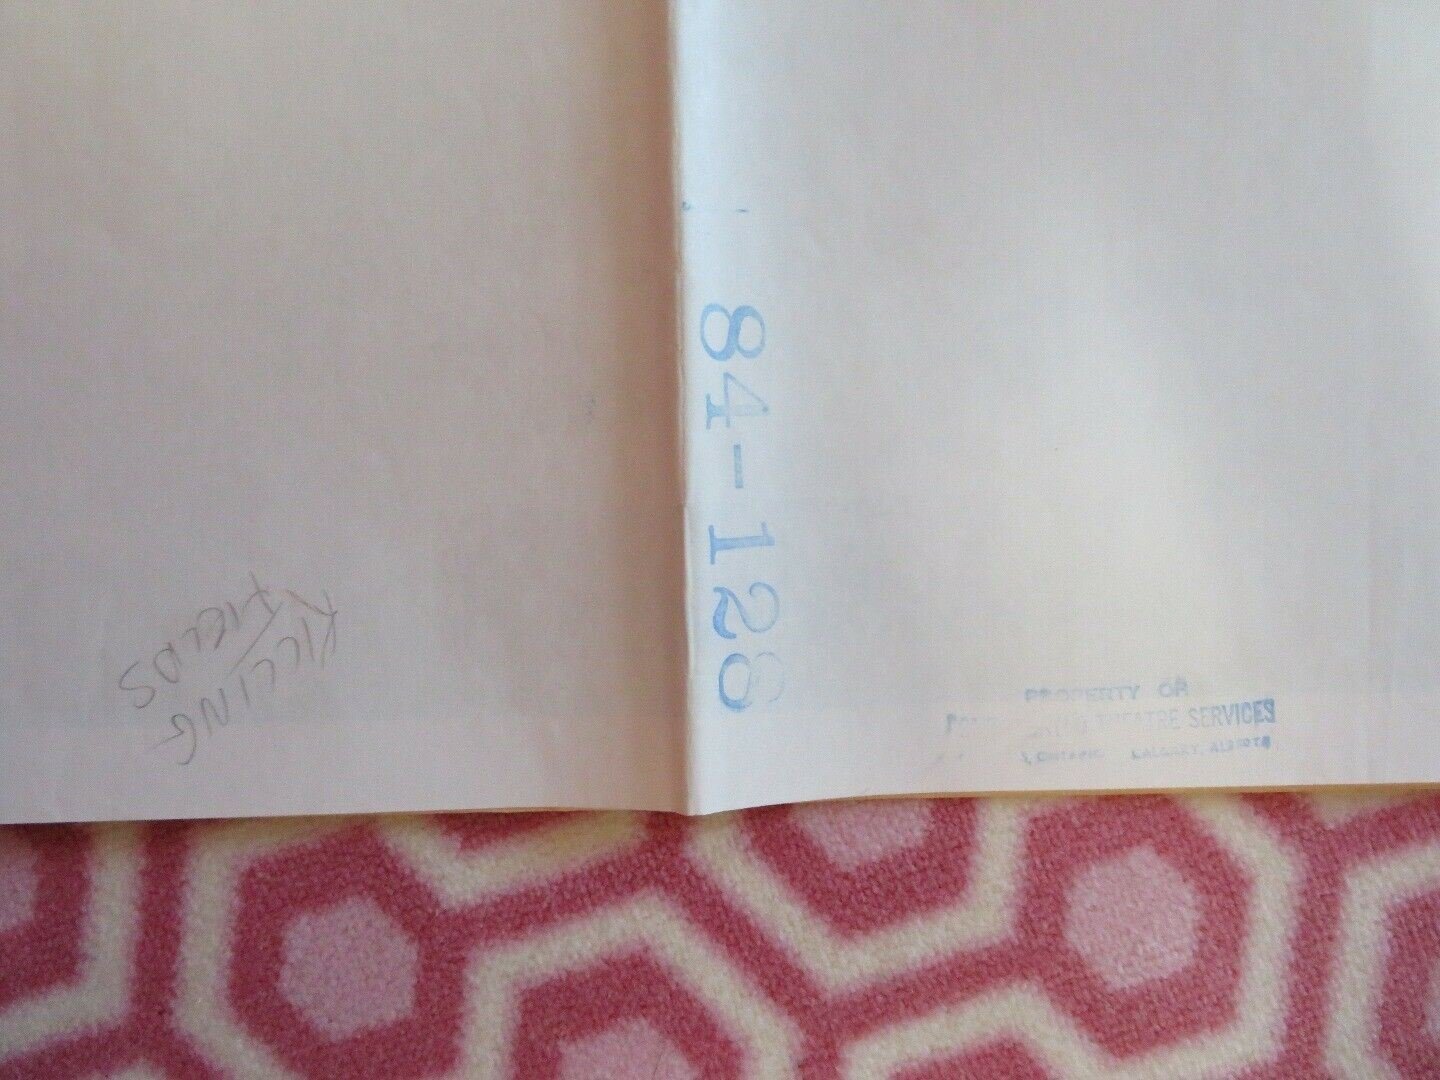 84-128
KILLING
FIELDS
PROPERTY OF
THEATRE SERVICES
ONTARIO CALGARY, ALBERTA